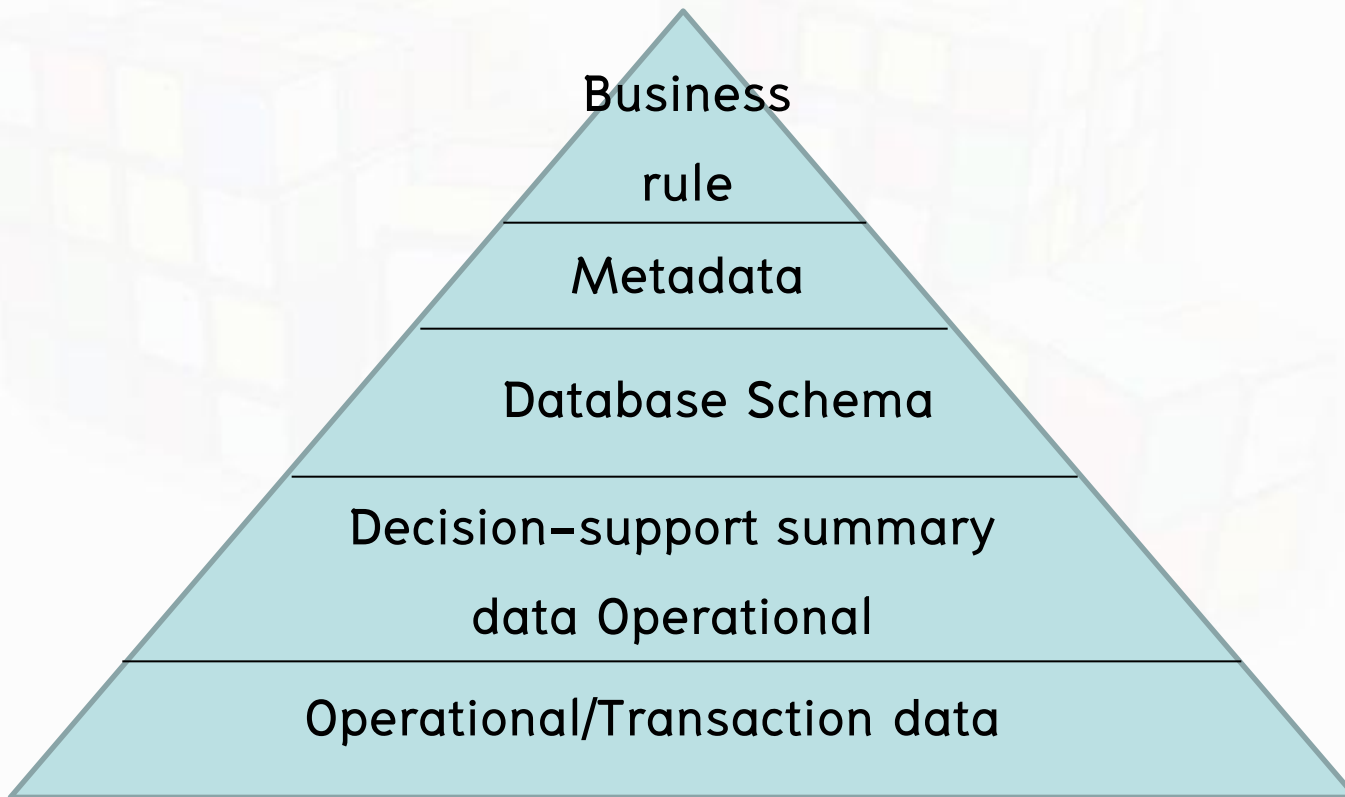 Business
rule
Metadata
Database Schema
Decision-support summary
data Operational
Operational/Transaction data